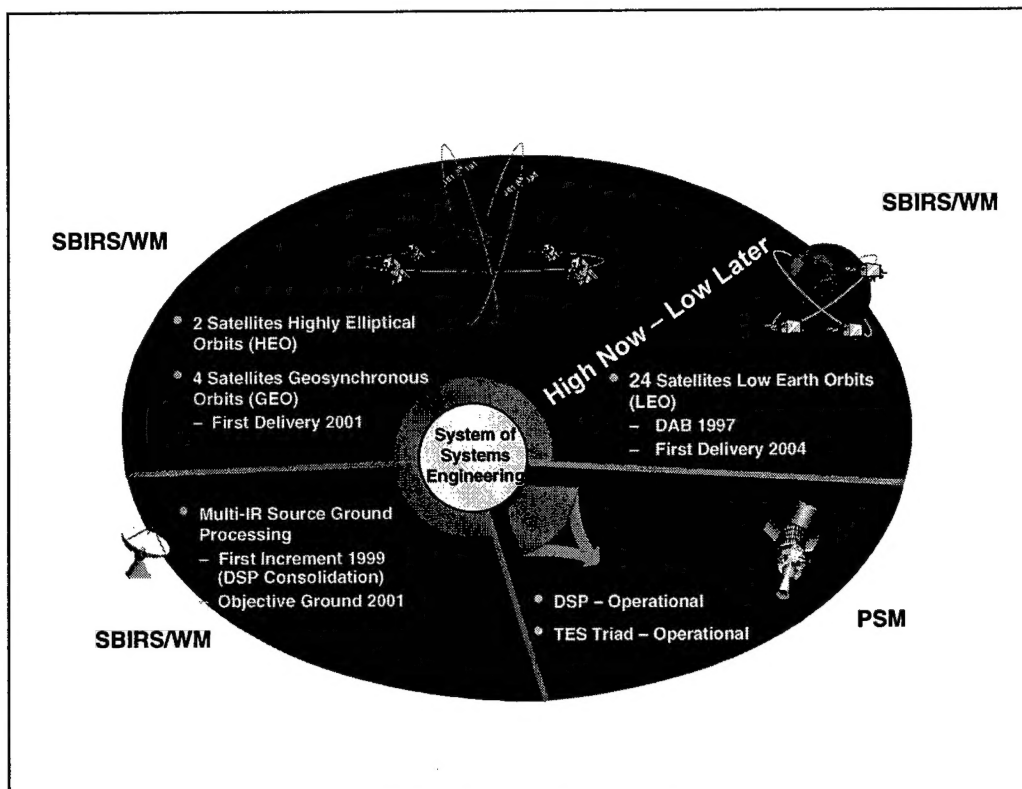 SBIRS/WM
SBIRS/WM
High Now – Low Later
• 2 Satellites Highly Elliptical
Orbits (HEO)
• 4 Satellites Geosynchronous
Orbits (GEO)
– First Delivery 2001
• 24 Satellites Low Earth Orbits
(LEO)
– DAB 1997
– First Delivery 2004
System of
Systems
Engineering
• Multi-IR Source Ground
Processing
– First Increment 1999
(DSP Consolidation)
– Objective Ground 2001
SBIRS/WM
• DSP – Operational
• TES Triad – Operational
PSM